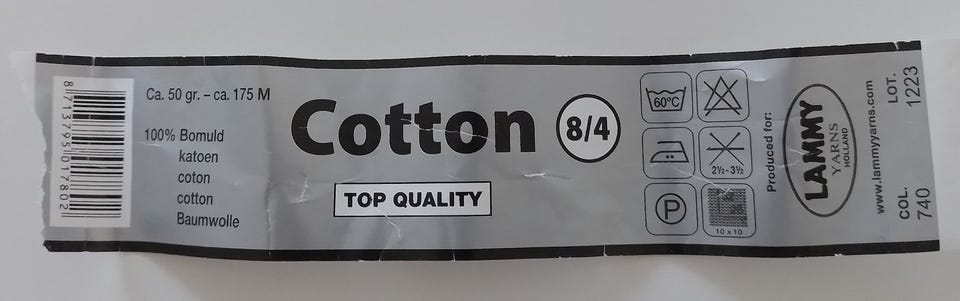 8713795017802
Ca. 50 gr. – ca. 175 M
100% Bomuld
katoen
coton
cotton
Baumwolle
Cotton 8/4
TOP QUALITY
60°C
2½-3½
P
10 x 10
Produced for:
LAMMY
YARNS
HOLLAND
www.lammyyarns.com
COL. LOT.
740 1223